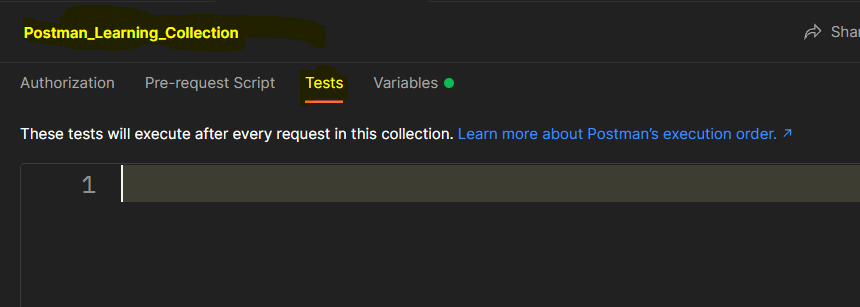 Postman_Learning_Collection
Shar
Authorization Pre-request Script Tests Variables
These tests will execute after every request in this collection. Learn more about Postman's execution order. ↗
1